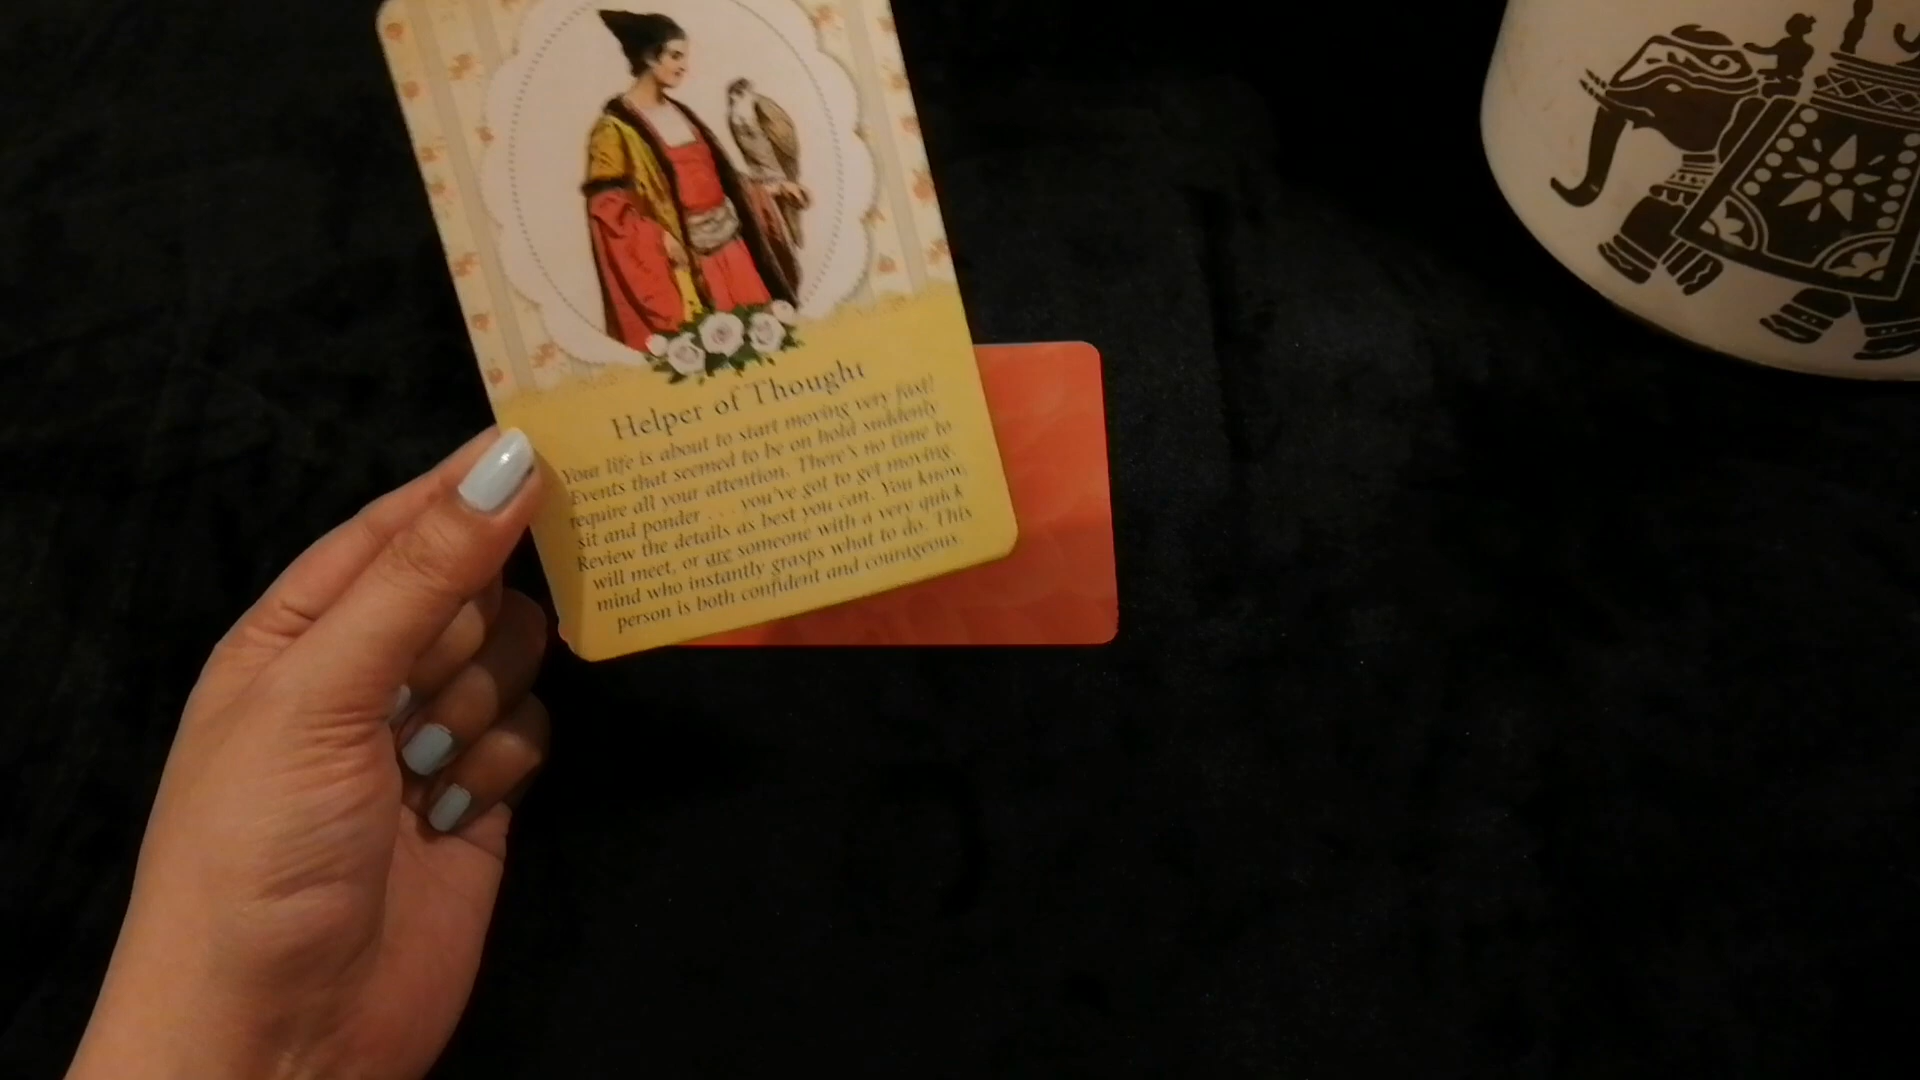 Helper of Thought
Your life is about to start moving very fast!
Events that seemed to be on hold suddenly
require all your attention. There's no time to
sit and ponder . . . you've got to get moving.
Review the details as best you can. You know,
will meet, or are someone with a very quick
mind who instantly grasps what to do. This
person is both confident and courageous.